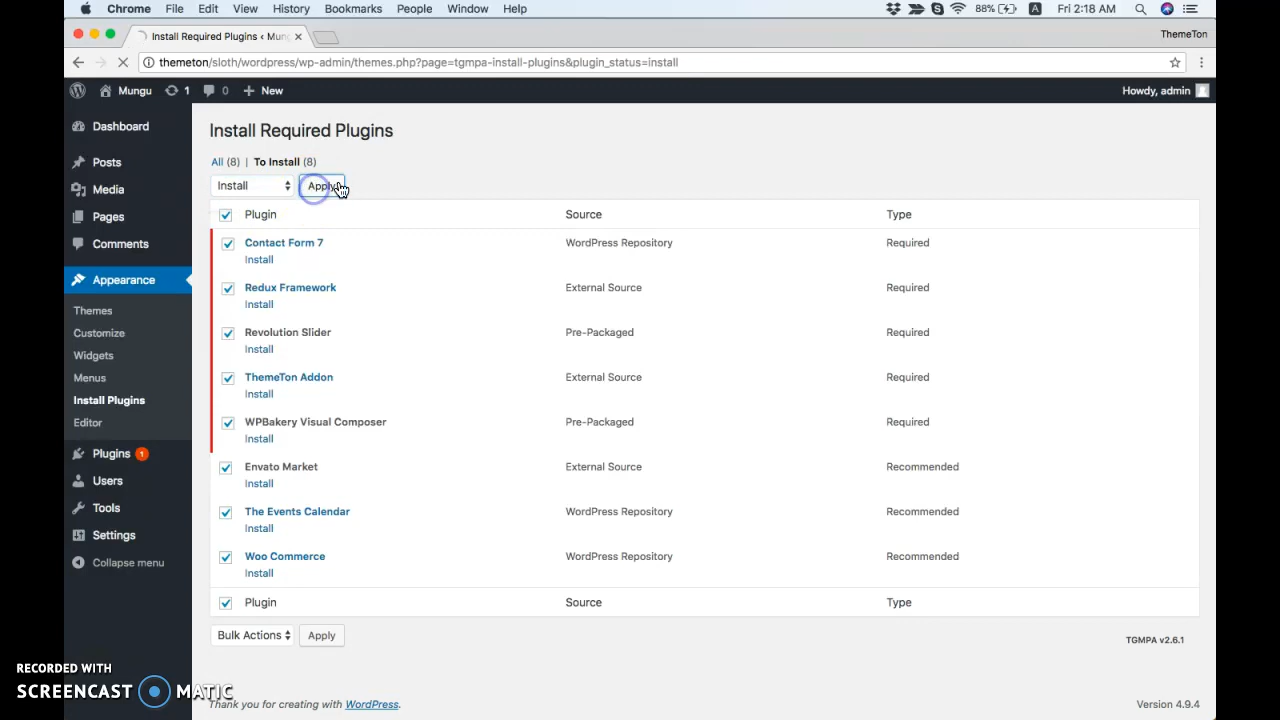 Chrome File Edit View History Bookmarks People Window Help 88% A Fri 2:18 AM
Install Required Plugins ‹ Mung ThemeTon
themeton/sloth/wordpress/wp-admin/themes.php?page=tgmpa-install-plugins&plugin_status=install
Mungu 1 0 + New Howdy, admin
Dashboard
Posts
Media
Pages
Comments
Appearance
Themes
Customize
Widgets
Menus
Install Plugins
Editor
Plugins 1
Users
Tools
Settings
Collapse menu
Install Required Plugins
All (8) | To Install (8)
Install Apply
Plugin Source Type
Contact Form 7 WordPress Repository Required
Install
Redux Framework External Source Required
Install
Revolution Slider Pre-Packaged Required
Install
ThemeTon Addon External Source Required
Install
WPBakery Visual Composer Pre-Packaged Required
Install
Envato Market External Source Recommended
Install
The Events Calendar WordPress Repository Recommended
Install
Woo Commerce WordPress Repository Recommended
Install
Plugin Source Type
Bulk Actions Apply
TGMPA v2.6.1
Thank you for creating with WordPress. Version 4.9.4
RECORDED WITH
SCREENCAST MATIC